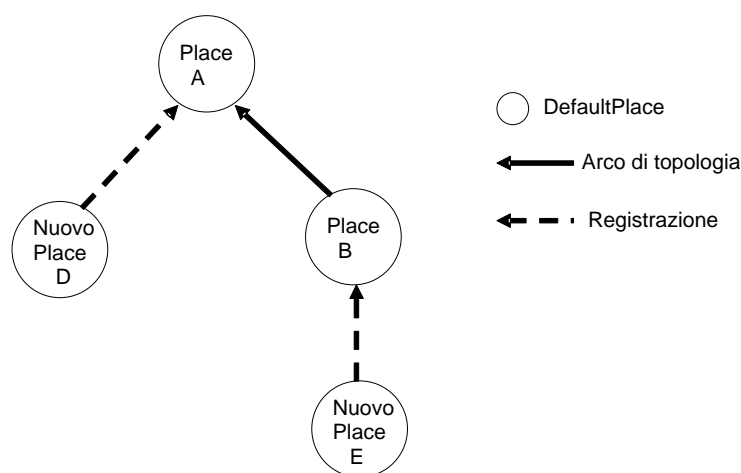 Place
A
DefaultPlace
Arco di topologia
Registrazione
Nuovo
Place
D
Place
B
Nuovo
Place
E